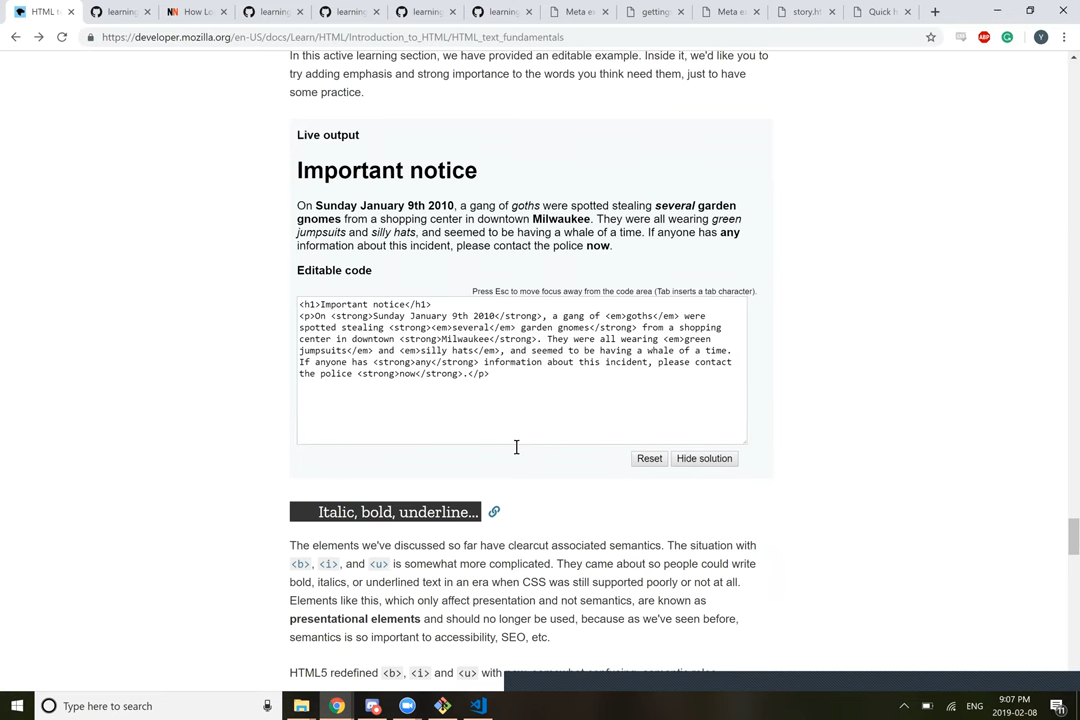 HTML t
learning
How Lo
learning
learning
learning
learning
Meta e
getting
Meta e
story.ht
Quick h
https://developer.mozilla.org/en-US/docs/Learn/HTML/Introduction_to_HTML/HTML_text_fundamentals
ABP
G
Y
In this active learning section, we have provided an editable example. Inside it, we'd like you to
try adding emphasis and strong importance to the words you think need them, just to have
some practice.
Live output
Important notice
On Sunday January 9th 2010, a gang of goths were spotted stealing several garden
gnomes from a shopping center in downtown Milwaukee. They were all wearing green
jumpsuits and silly hats, and seemed to be having a whale of a time. If anyone has any
information about this incident, please contact the police now.
Editable code
Press Esc to move focus away from the code area (Tab inserts a tab character).
<h1>Important notice</h1>
<p>On <strong>Sunday January 9th 2010</strong>, a gang of <em>goths</em> were
spotted stealing <strong><em>several</em> garden gnomes</strong> from a shopping
center in downtown <strong>Milwaukee</strong>. They were all wearing <em>green
jumpsuits</em> and <em>silly hats</em>, and seemed to be having a whale of a time.
If anyone has <strong>any</strong> information about this incident, please contact
the police <strong>now</strong>.</p>
Reset Hide solution
Italic, bold, underline...
The elements we've discussed so far have clearcut associated semantics. The situation with
<b>, <i>, and <u> is somewhat more complicated. They came about so people could write
bold, italics, or underlined text in an era when CSS was still supported poorly or not at all.
Elements like this, which only affect presentation and not semantics, are known as
presentational elements and should no longer be used, because as we've seen before,
semantics is so important to accessibility, SEO, etc.
HTML5 redefined <b>, <i> and <u> with
Type here to search
ENG
9:07 PM
2019-02-08